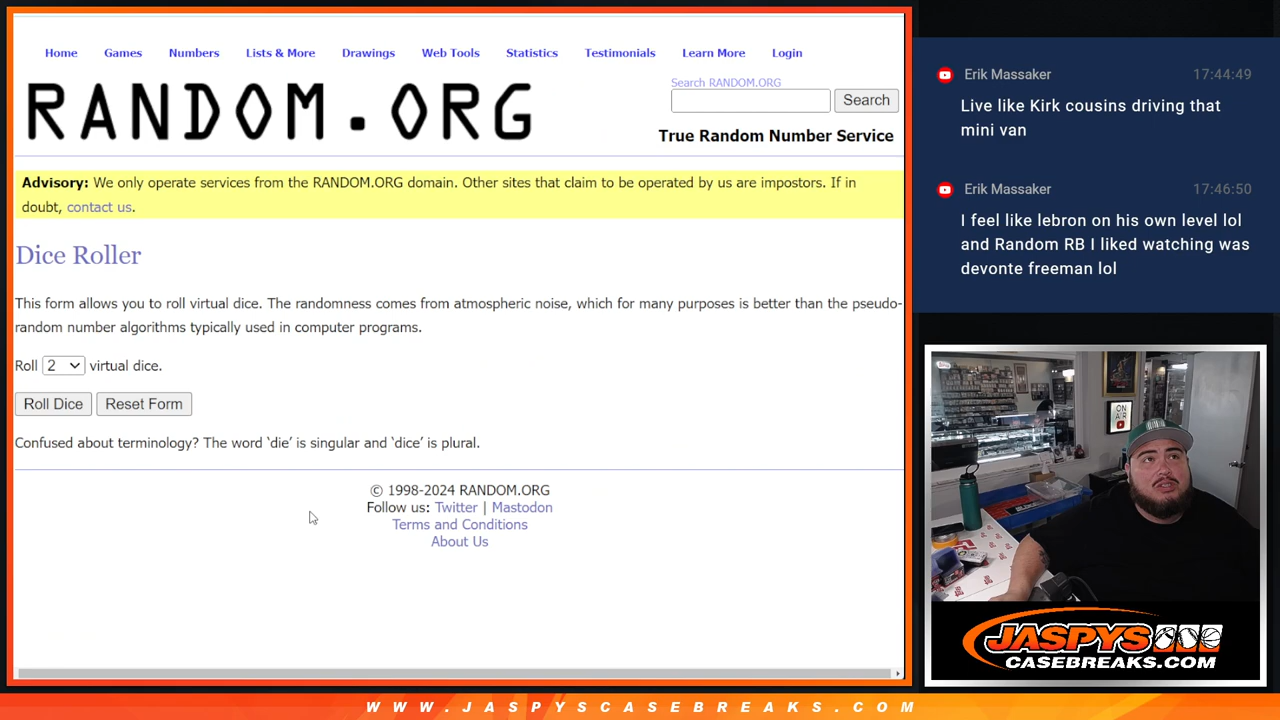 Home Games Numbers Lists & More Drawings Web Tools Statistics Testimonials Learn More Login
RANDOM.ORG
Search RANDOM.ORG
Search
True Random Number Service
Advisory: We only operate services from the RANDOM.ORG domain. Other sites that claim to be operated by us are impostors. If in
doubt, contact us.
Dice Roller
This form allows you to roll virtual dice. The randomness comes from atmospheric noise, which for many purposes is better than the pseudo-
random number algorithms typically used in computer programs.
Roll 2 virtual dice.
Roll Dice Reset Form
Confused about terminology? The word ‘die’ is singular and ‘dice’ is plural.
© 1998-2024 RANDOM.ORG
Follow us: Twitter | Mastodon
Terms and Conditions
About Us
Erik Massaker 17:44:49
Live like Kirk cousins driving that
mini van
Erik Massaker 17:46:50
I feel like lebron on his own level lol
and Random RB I liked watching was
devonte freeman lol
ON
AIR
JASPYS
CASEBREAKS.COM
WWW.JASPYSCASEBREAKS.COM